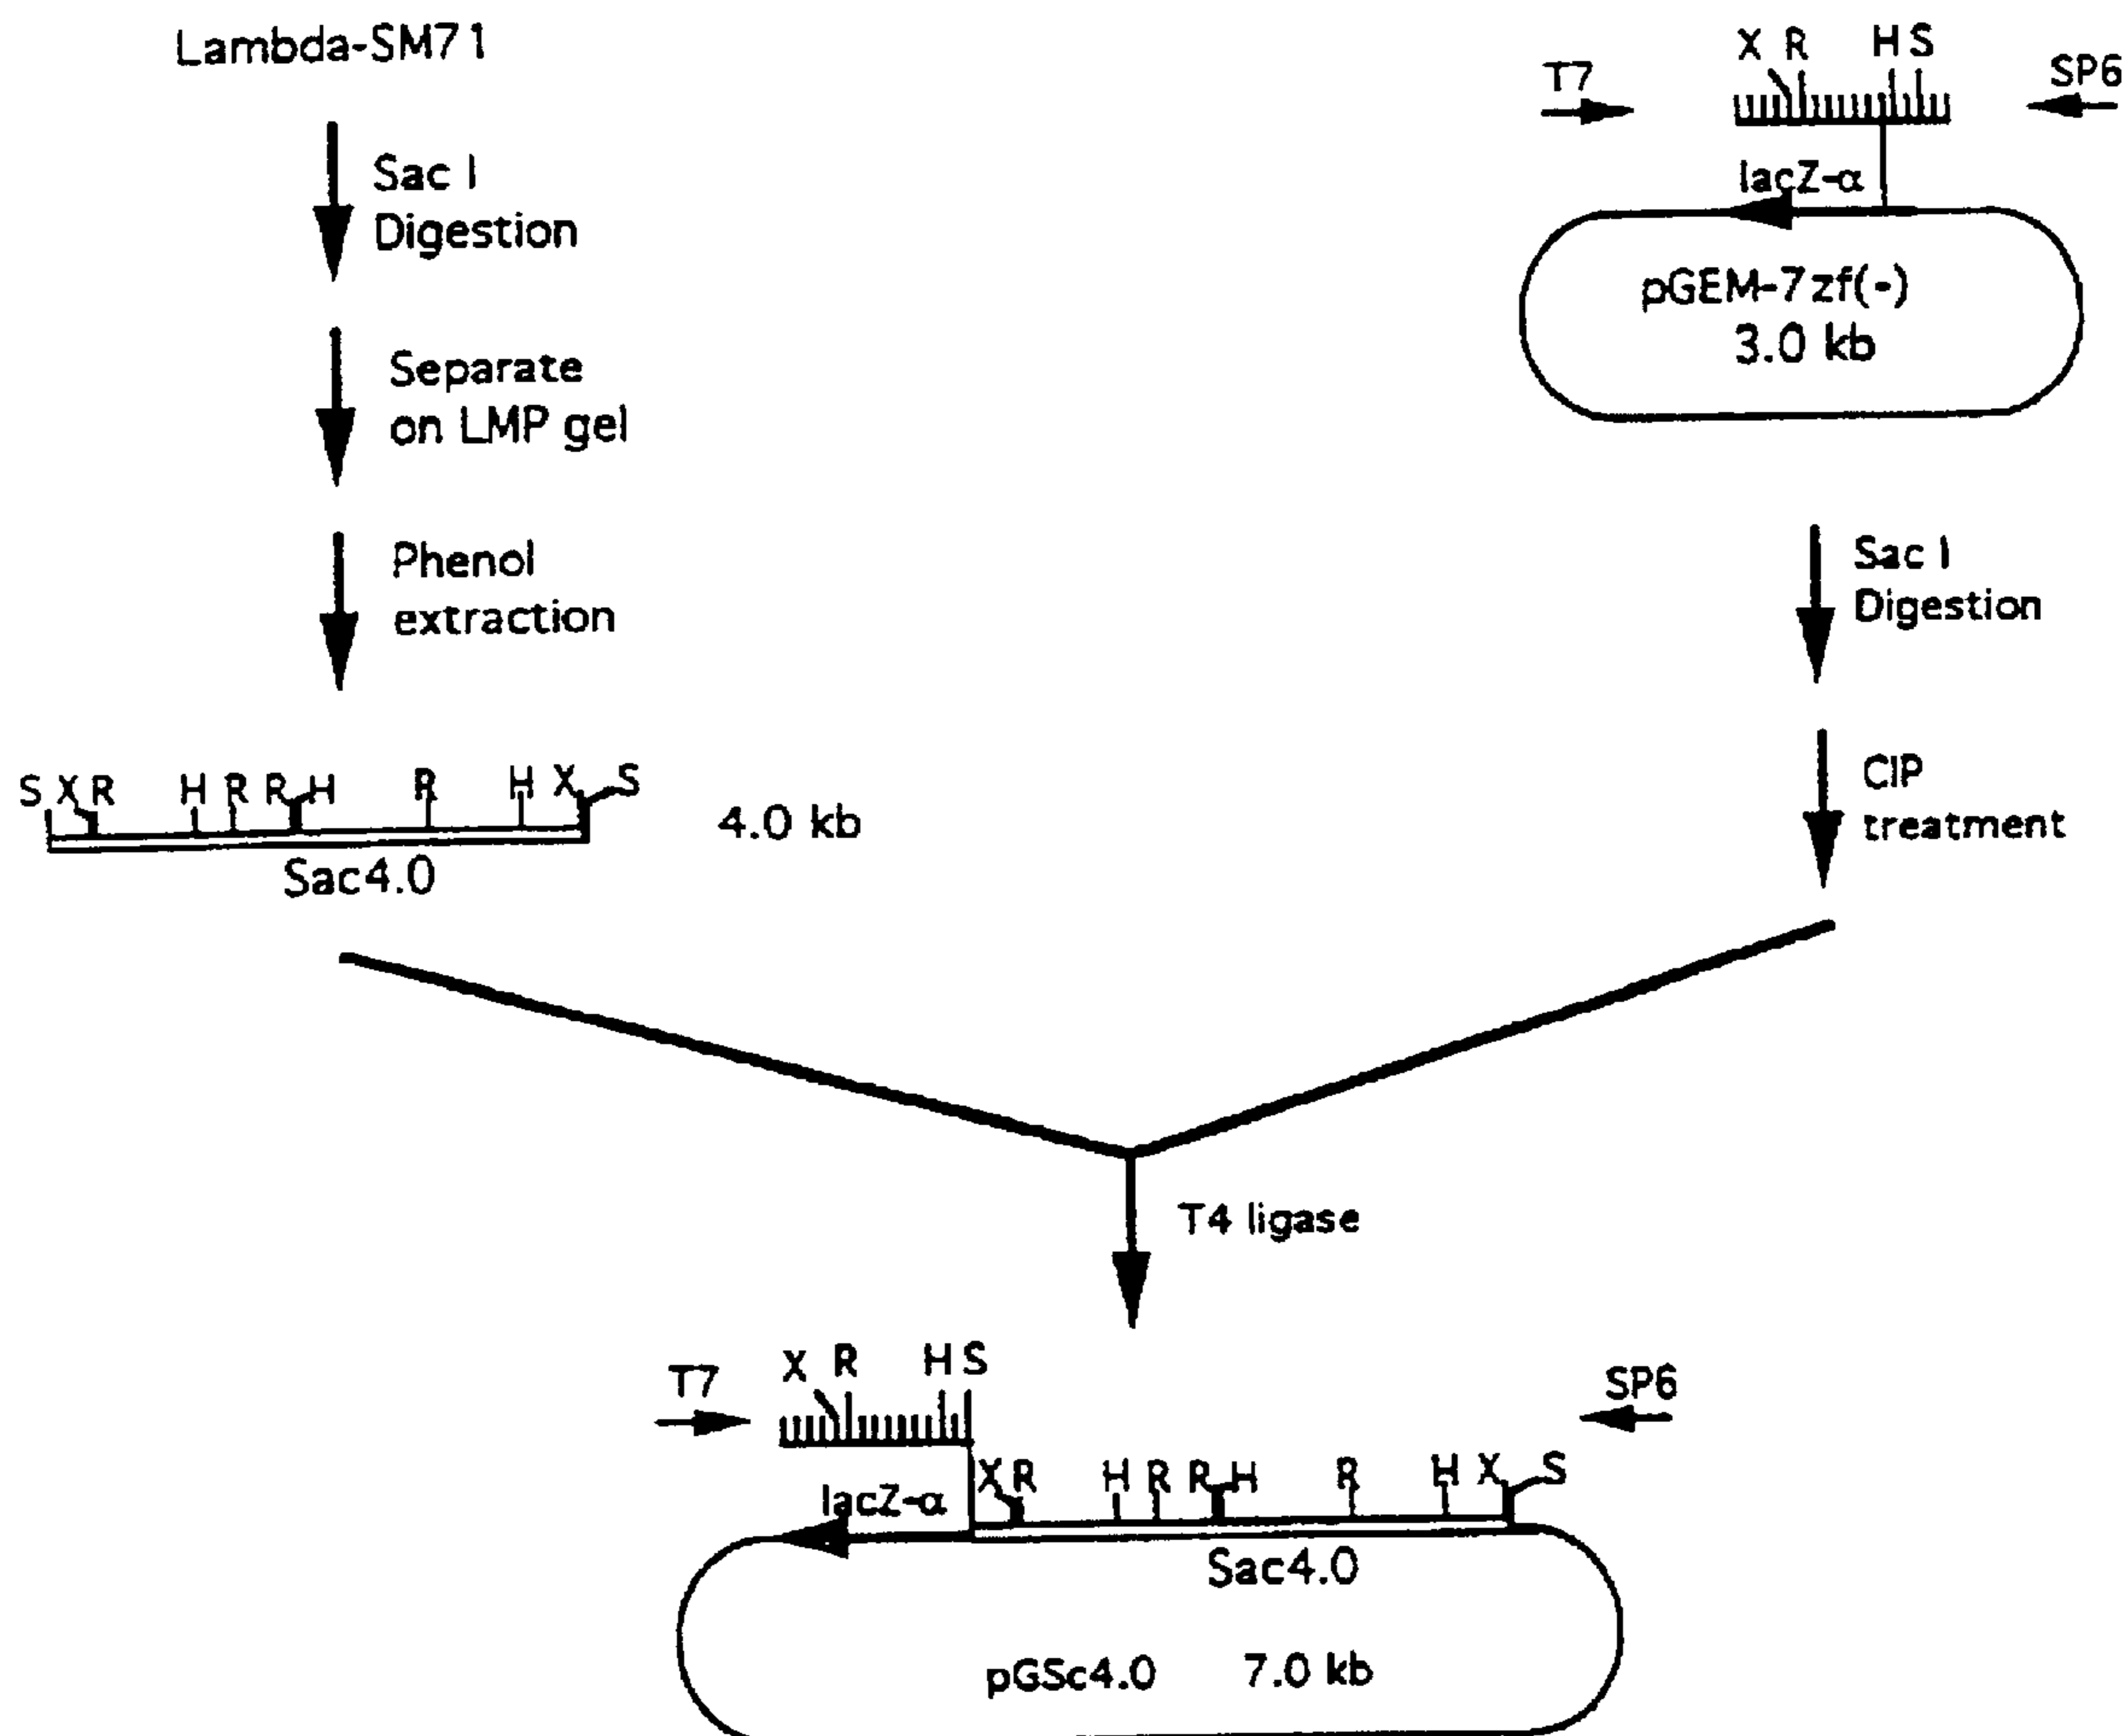 Lambda-SM71
Sac I
Digestion
Separate
on LMP gel
Phenol
extraction
S X R H R R H R H X S
4.0 kb
Sac4.0
X R H S
T7
SP6
lacZ-α
pGEM-7zf(-)
3.0 kb
Sac I
Digestion
CIP
treatment
T4 ligase
X R H S
T7
SP6
X R H R R H R H X S
lacZ-α
Sac4.0
pGSc4.0 7.0 kb